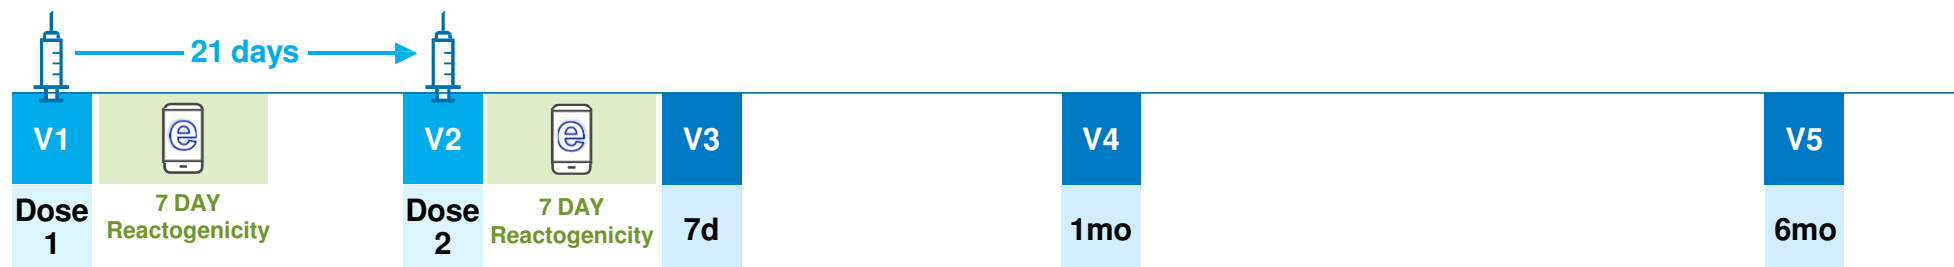 21 days
V1
e
V2
e
V3
V4
V5
Dose
1
7 DAY
Reactogenicity
Dose
2
7 DAY
Reactogenicity
7d
1mo
6mo